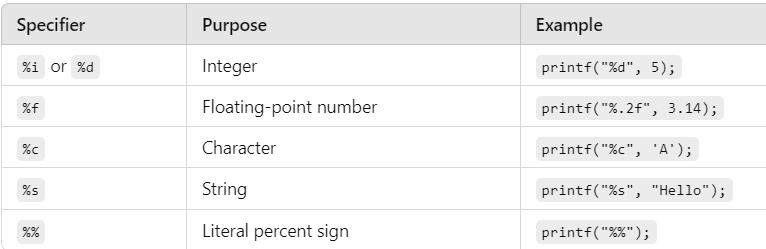 Specifier Purpose Example
%i or %d Integer printf("%d", 5);
%f Floating-point number printf("%.2f", 3.14);
%c Character printf("%c", 'A');
%s String printf("%s", "Hello");
%% Literal percent sign printf("%%");